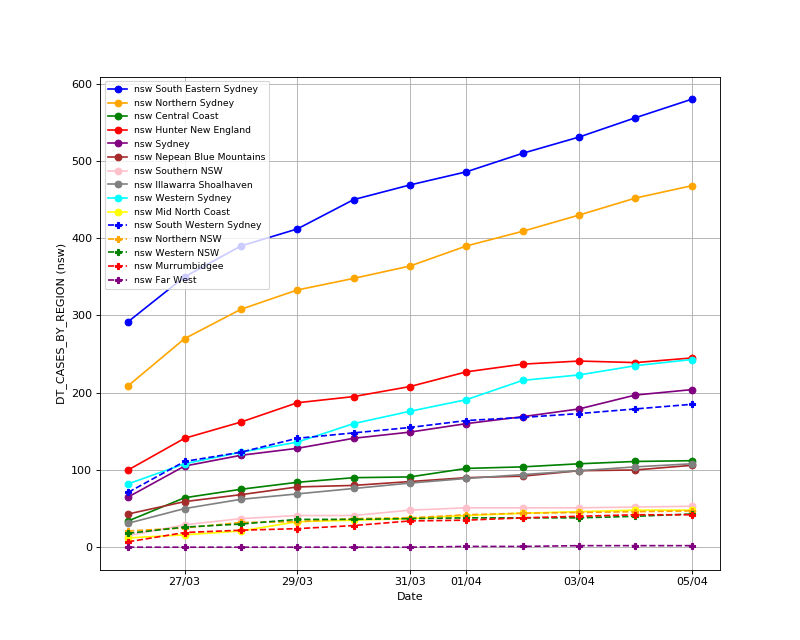 600
500
400
300
200
100
0
DT_CASES_BY_REGION (nsw)
nsw South Eastern Sydney
nsw Northern Sydney
nsw Central Coast
nsw Hunter New England
nsw Sydney
nsw Nepean Blue Mountains
nsw Southern NSW
nsw Illawarra Shoalhaven
nsw Western Sydney
nsw Mid North Coast
nsw South Western Sydney
nsw Northern NSW
nsw Western NSW
nsw Murrumbidgee
nsw Far West
27/03 29/03 31/03 01/04 03/04 05/04
Date